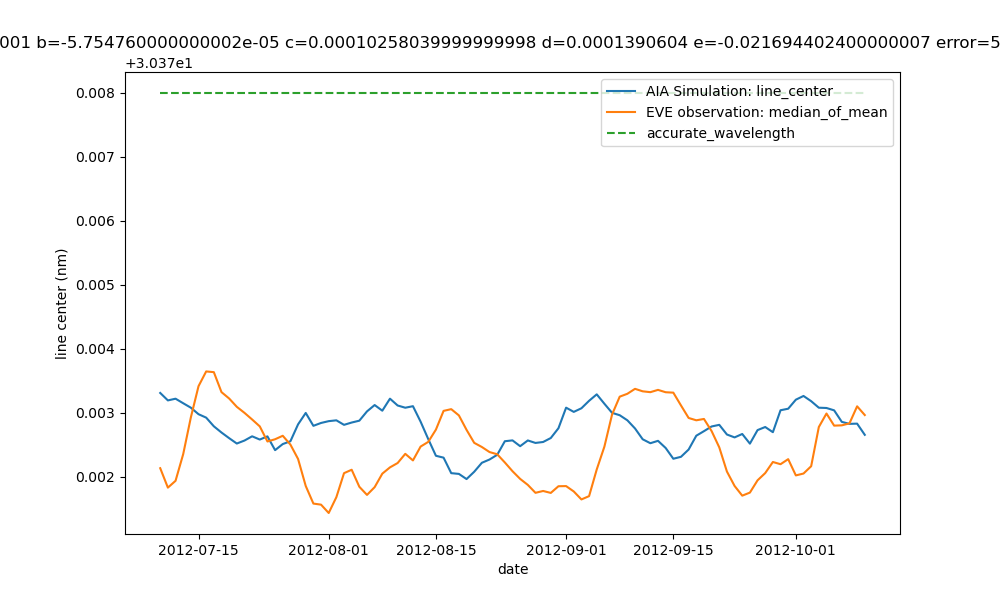 001 b=-5.754760000000002e-05 c=0.00010258039999999998 d=0.0001390604 e=-0.021694402400000007 error=5
+3.037e1
0.008
0.007
0.006
0.005
0.004
0.003
0.002
line center (nm)
AIA Simulation: line_center
EVE observation: median_of_mean
accurate_wavelength
2012-07-15 2012-08-01 2012-08-15 2012-09-01 2012-09-15 2012-10-01
date